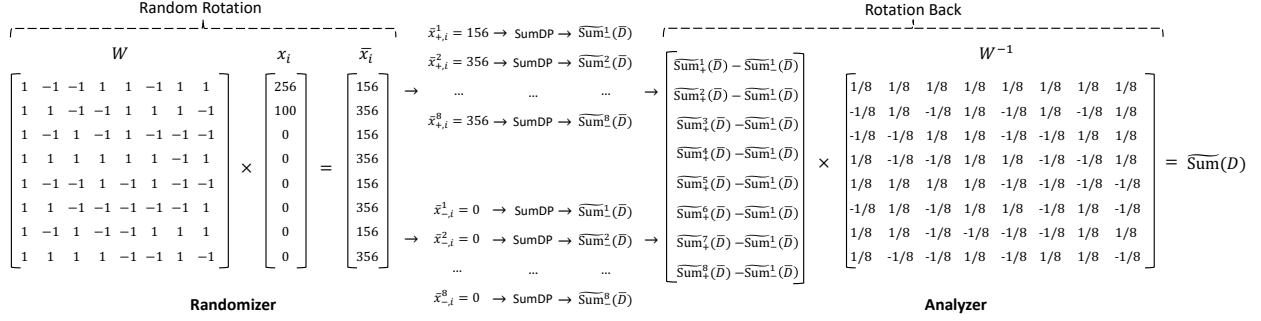 Random Rotation
W
1 −1 −1 1 1 −1 1 1
1 1 −1 −1 1 1 1 −1
1 −1 1 −1 1 −1 −1 −1
1 1 1 1 1 1 −1 1
1 −1 −1 1 −1 1 −1 −1
1 1 −1 −1 −1 −1 −1 1
1 −1 1 −1 −1 1 1 1
1 1 1 1 −1 −1 1 −1
×
x_i
256
100
0
0
0
0
0
0
=
x̄_i
156
356
156
356
156
356
156
356
Randomizer
→
x̄^1_{+,i} = 156 → SumDP → S͠um^1_−(D̄)
x̄^2_{+,i} = 356 → SumDP → S͠um^2_−(D̄)
... ... ...
x̄^8_{+,i} = 356 → SumDP → S͠um^8_−(D̄)
→
→
x̄^1_{−,i} = 0 → SumDP → S͠um^1_−(D̄)
x̄^2_{−,i} = 0 → SumDP → S͠um^2_−(D̄)
... ... ...
x̄^8_{−,i} = 0 → SumDP → S͠um^8_−(D̄)
→
Rotation Back
S͠um^1_+(D̄) − S͠um^1_−(D̄)
S͠um^2_+(D̄) − S͠um^1_−(D̄)
S͠um^3_+(D̄) −S͠um^1_−(D̄)
S͠um^4_+(D̄) −S͠um^1_−(D̄)
S͠um^5_+(D̄) −S͠um^1_−(D̄)
S͠um^6_+(D̄) −S͠um^1_−(D̄)
S͠um^7_+(D̄) −S͠um^1_−(D̄)
S͠um^8_+(D̄) −S͠um^1_−(D̄)
×
W^{−1}
1/8 1/8 1/8 1/8 1/8 1/8 1/8 1/8
-1/8 1/8 -1/8 1/8 -1/8 1/8 -1/8 1/8
-1/8 -1/8 1/8 1/8 -1/8 -1/8 1/8 1/8
1/8 -1/8 -1/8 1/8 1/8 -1/8 -1/8 1/8
1/8 1/8 1/8 1/8 -1/8 -1/8 -1/8 -1/8
-1/8 1/8 -1/8 1/8 1/8 -1/8 1/8 -1/8
1/8 1/8 -1/8 -1/8 -1/8 -1/8 1/8 1/8
1/8 -1/8 -1/8 1/8 -1/8 1/8 1/8 -1/8
= S͠um(D)
Analyzer